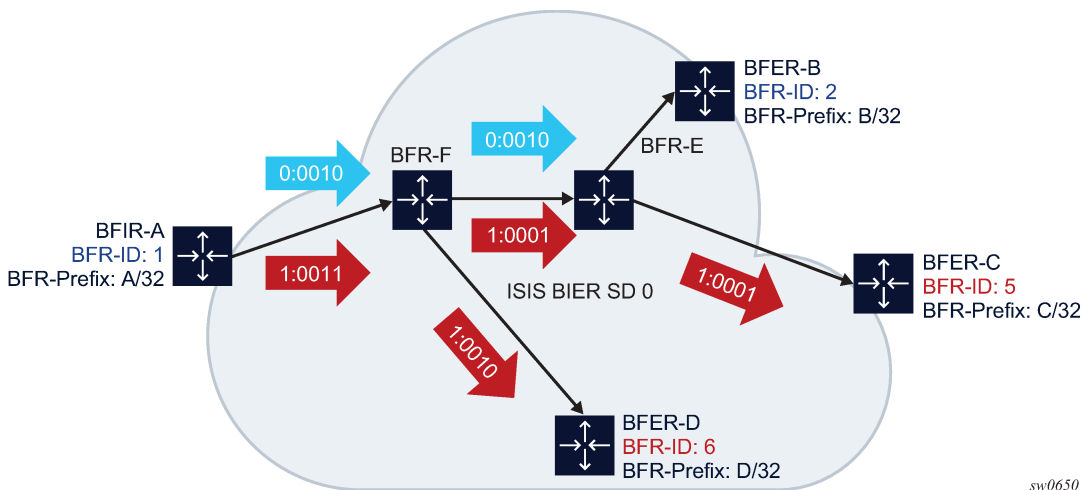 BFER-B
BFR-ID: 2
BFR-Prefix: B/32
0:0010
BFR-E
BFR-F
0:0010
BFIR-A
BFR-ID: 1
BFR-Prefix: A/32
1:0001
1:0011
ISIS BIER SD 0
1:0001
BFER-C
BFR-ID: 5
BFR-Prefix: C/32
1:0010
BFER-D
BFR-ID: 6
BFR-Prefix: D/32
sw0650